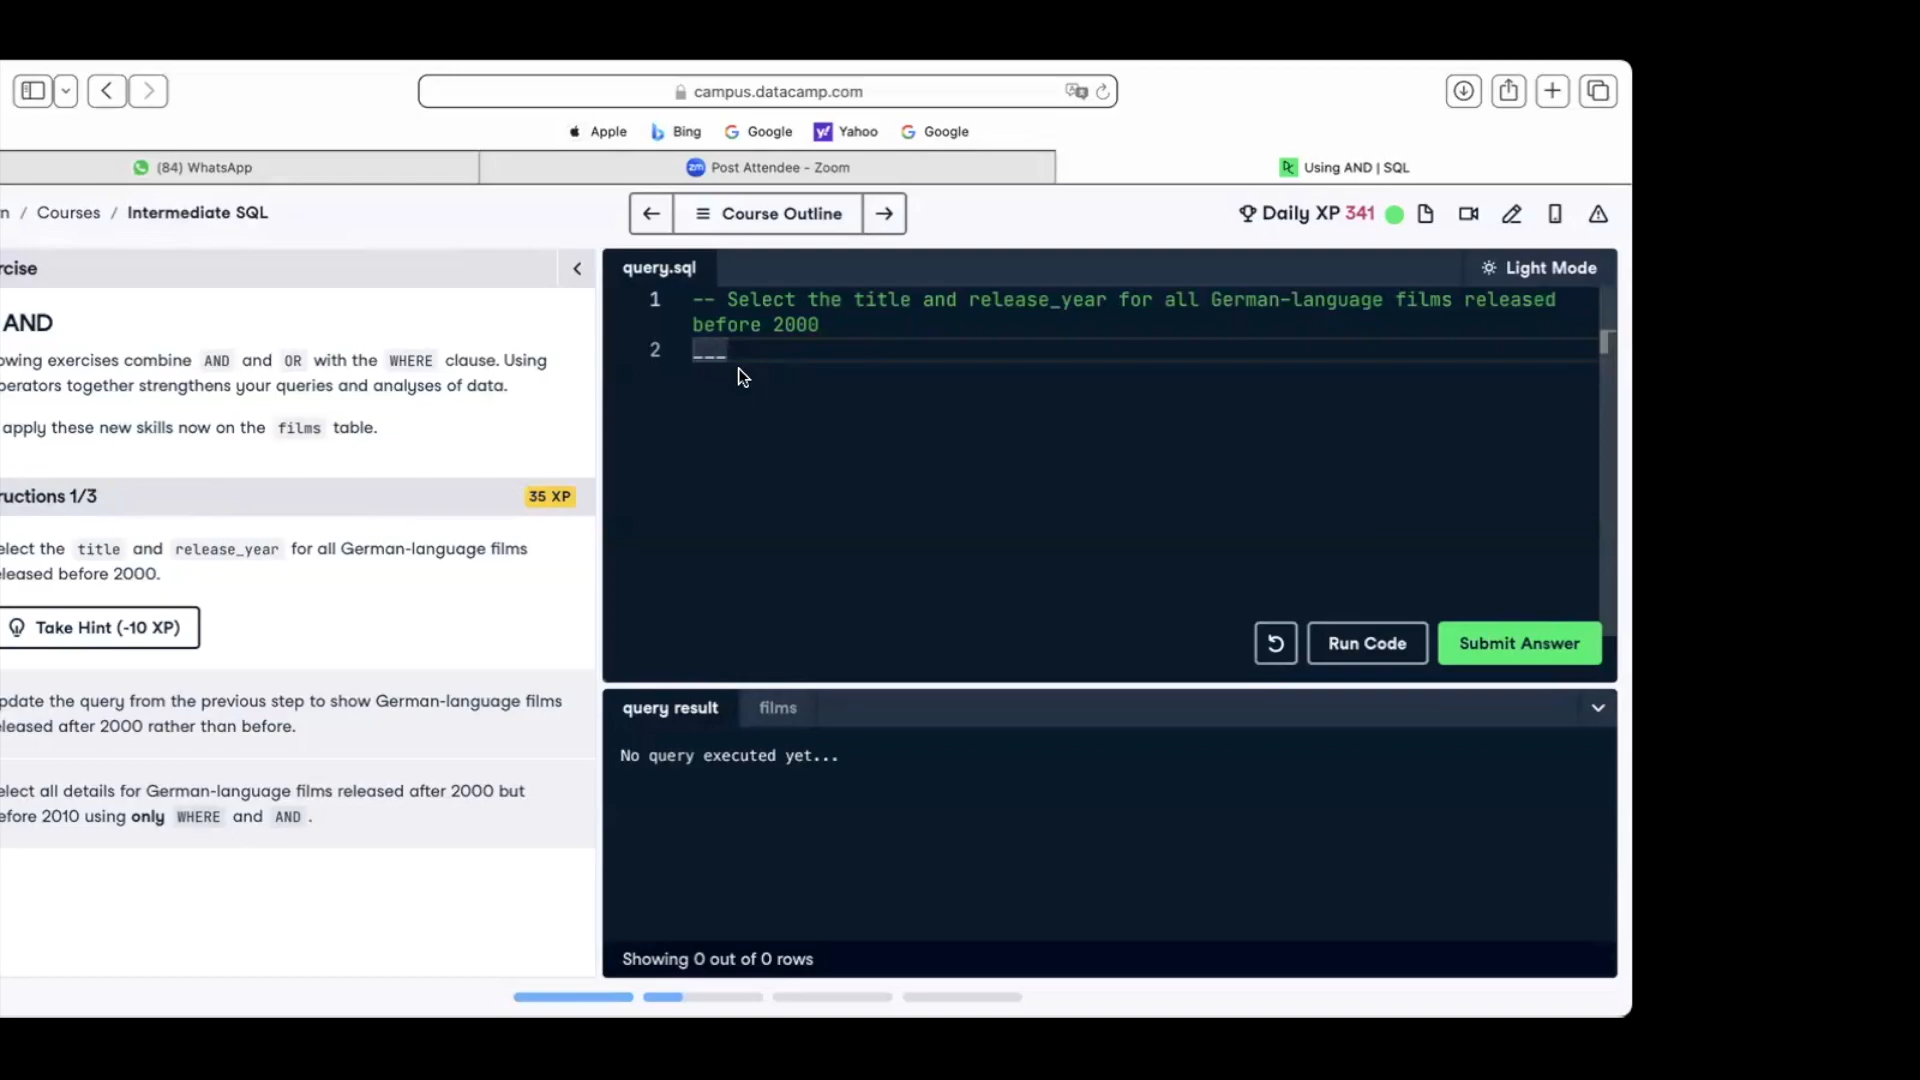 campus.datacamp.com
Apple Bing Google Yahoo Google
(84) WhatsApp Post Attendee - Zoom Using AND | SQL
n / Courses / Intermediate SQL
Course Outline
Daily XP 341
rcise
AND
owing exercises combine AND and OR with the WHERE clause. Using
perators together strengthens your queries and analyses of data.
apply these new skills now on the films table.
ructions 1/3
35 XP
elect the title and release_year for all German-language films
eleased before 2000.
Take Hint (-10 XP)
pdate the query from the previous step to show German-language films
eleased after 2000 rather than before.
elect all details for German-language films released after 2000 but
efore 2010 using only WHERE and AND .
query.sql
Light Mode
1 -- Select the title and release_year for all German-language films released
before 2000
2 ___
Run Code
Submit Answer
query result films
No query executed yet...
Showing 0 out of 0 rows